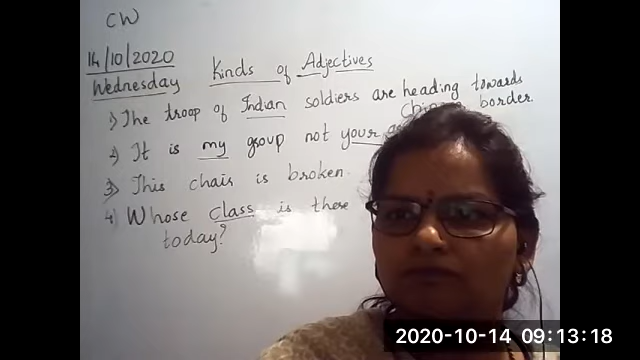 CW
14/10/2020
Wednesday Kinds of Adjectives
1) The troop of Indian soldiers are heading towards
border
2) It is my group not your
3) This chair is broken.
4) Whose class is there
today?
2020-10-14 09:13:18